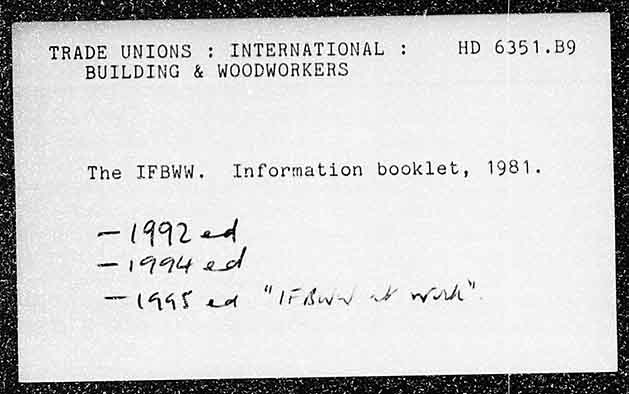 TRADE UNIONS : INTERNATIONAL : HD 6351.B9
BUILDING & WOODWORKERS
The IFBWW. Information booklet, 1981.
— 1992 ed
— 1994 ed
— 1995 ed "IFBWW at work".